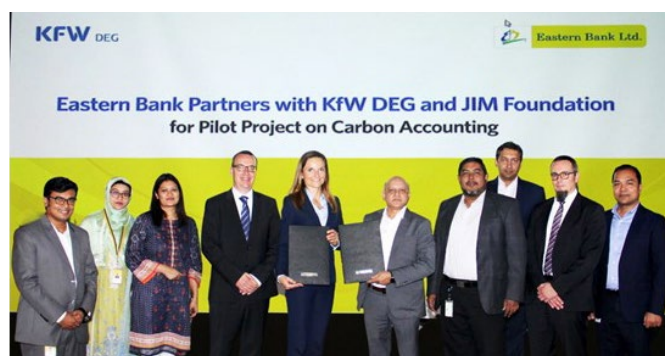 KFW DEG
Eastern Bank Ltd.
Eastern Bank Partners with KfW DEG and JIM Foundation
for Pilot Project on Carbon Accounting